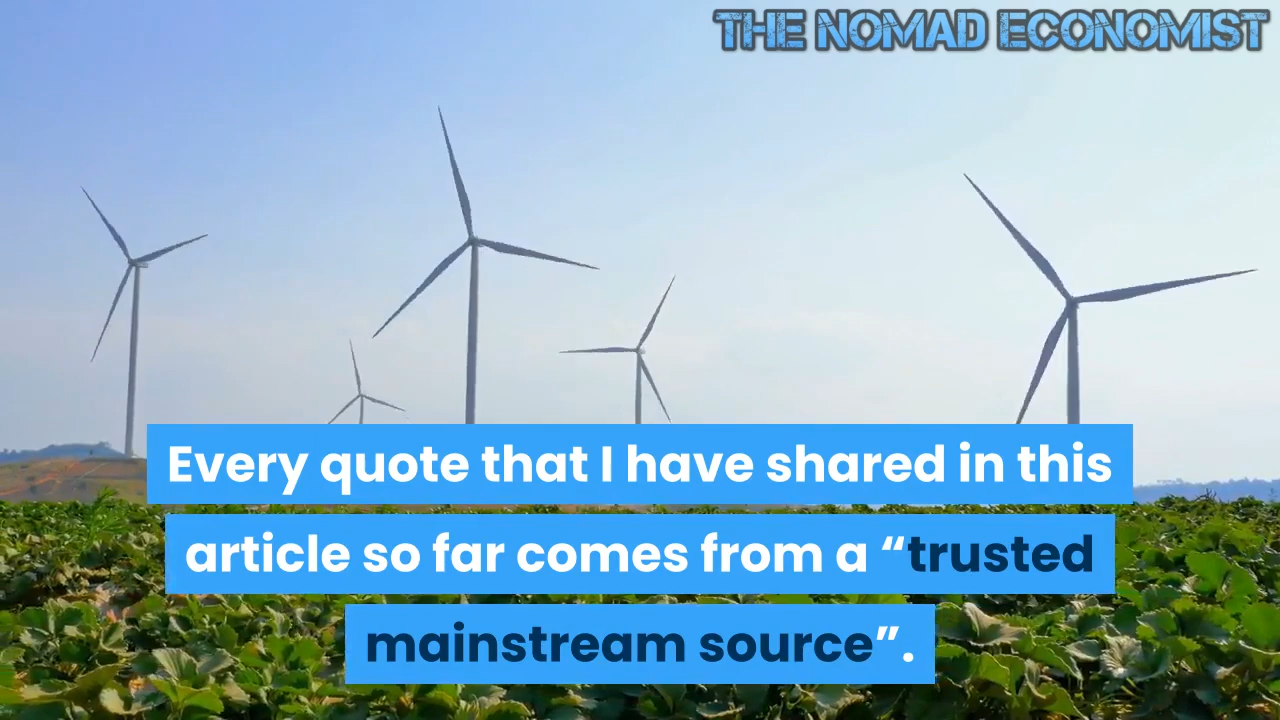 THE NOMAD ECONOMIST
Every quote that I have shared in this
article so far comes from a “trusted
mainstream source”.